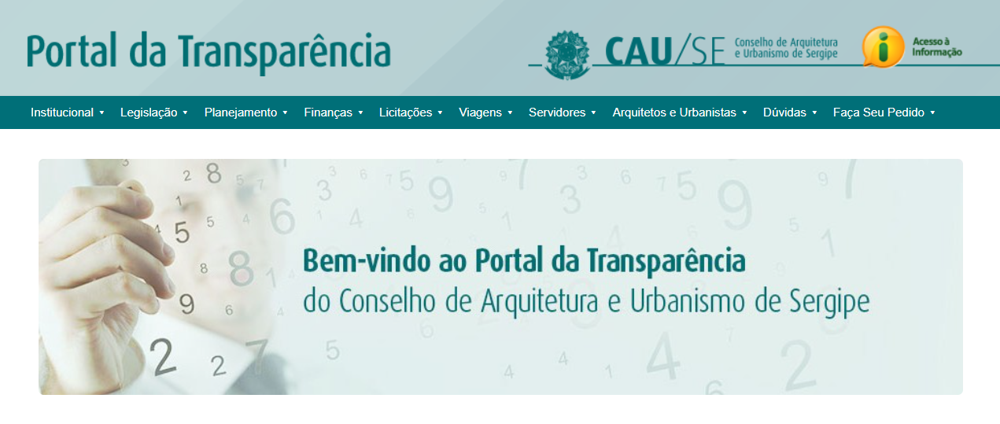 Portal da Transparência
CAU/SE
Conselho de Arquitetura
e Urbanismo de Sergipe
Acesso à
Informação
Institucional
Legislação
Planejamento
Finanças
Licitações
Viagens
Servidores
Arquitetos e Urbanistas
Dúvidas
Faça Seu Pedido
Bem-vindo ao Portal da Transparência
do Conselho de Arquitetura e Urbanismo de Sergipe